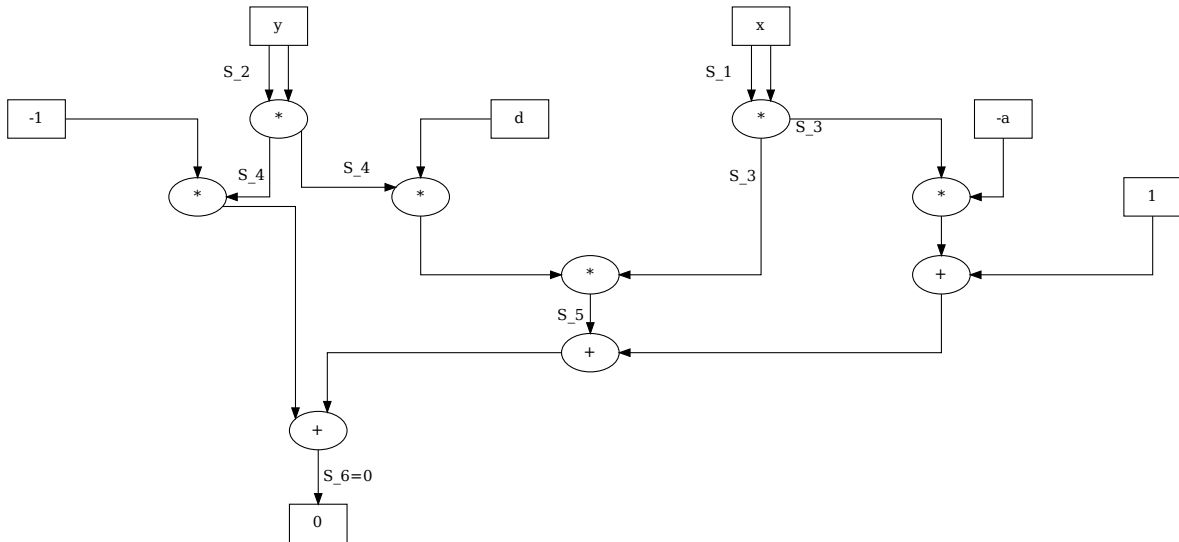 y
x
S_2
S_1
-1
*
d
*
-a
S_3
S_4
S_4
S_3
*
*
*
1
*
+
S_5
+
+
S_6=0
0